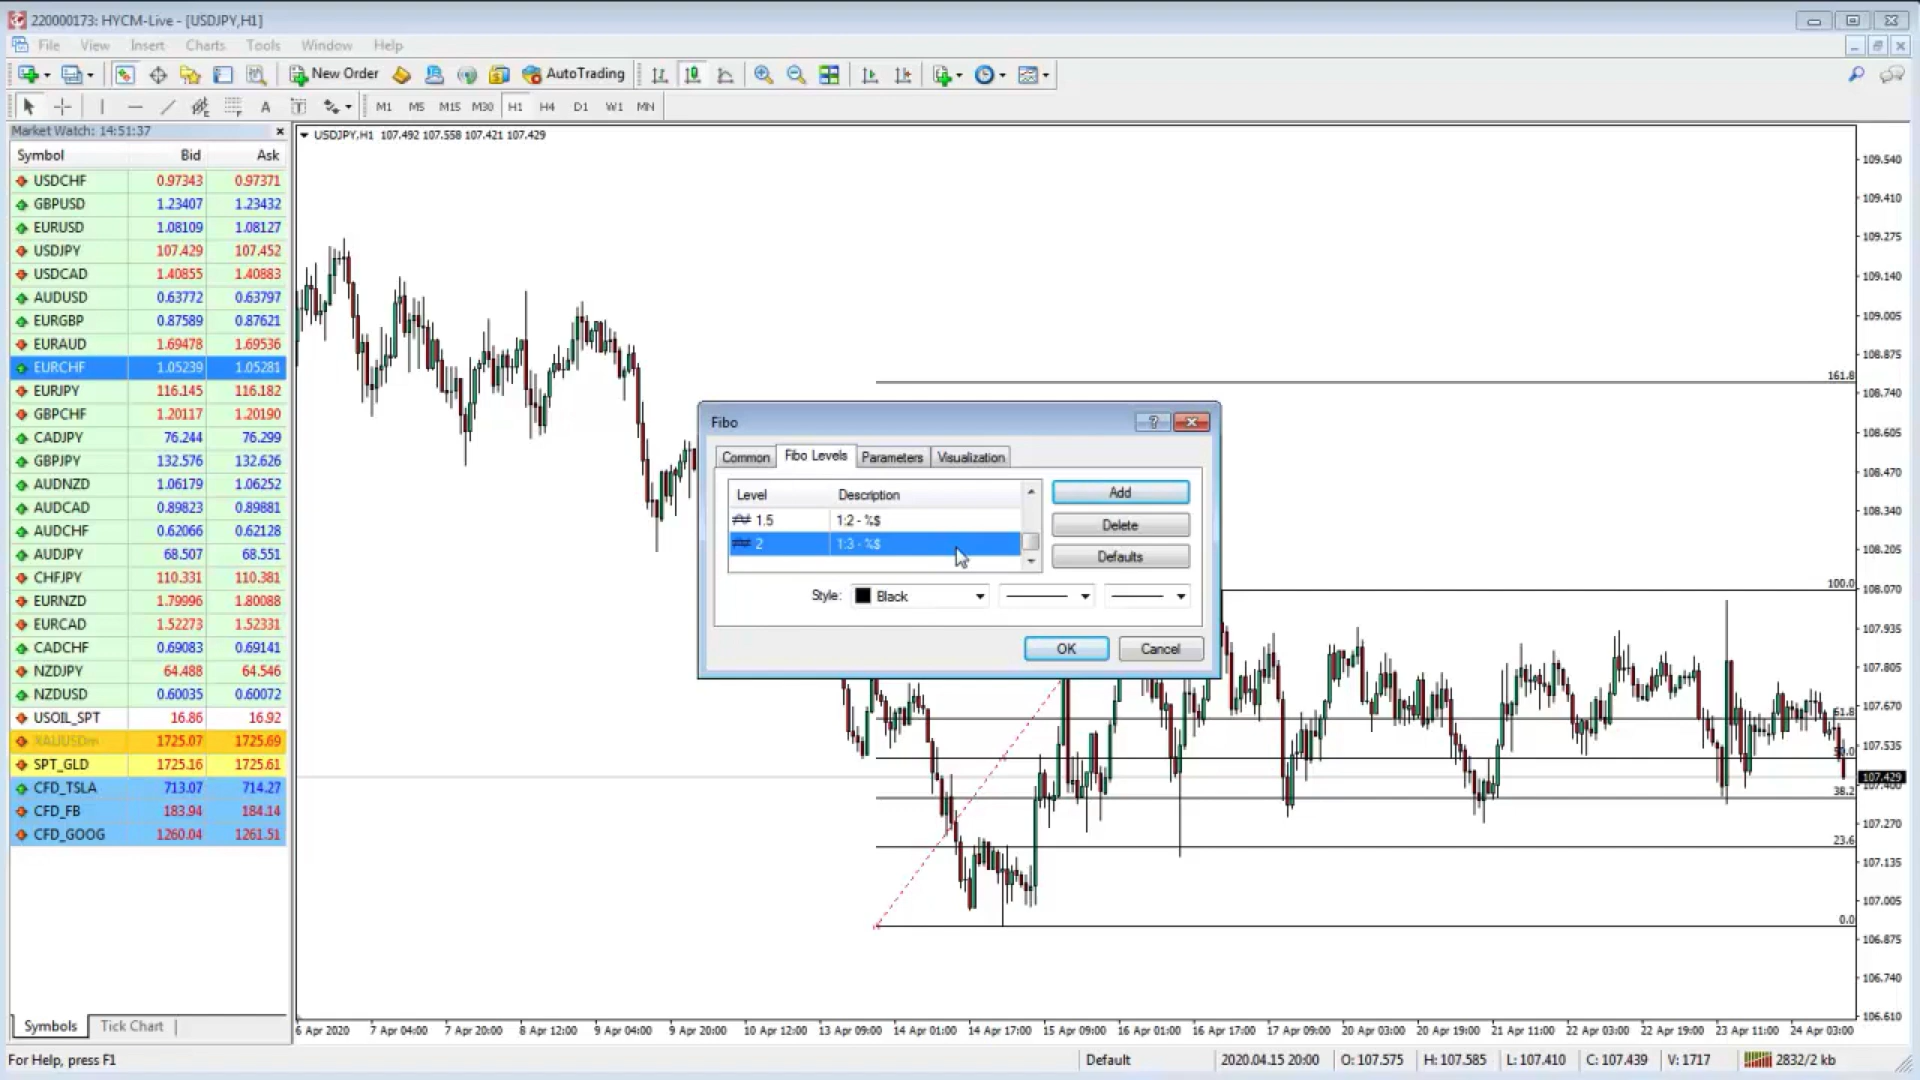 220000173: HYCM-Live - [USDJPY,H1]
File View Insert Charts Tools Window Help
New Order AutoTrading
A T M1 M5 M15 M30 H1 H4 D1 W1 MN
Market Watch: 14:51:37
Symbol Bid Ask
USDCHF 0.97343 0.97371
GBPUSD 1.23407 1.23432
EURUSD 1.08109 1.08127
USDJPY 107.429 107.452
USDCAD 1.40855 1.40883
AUDUSD 0.63772 0.63797
EURGBP 0.87589 0.87621
EURAUD 1.69478 1.69536
EURCHF 1.05239 1.05281
EURJPY 116.145 116.182
GBPCHF 1.20117 1.20190
CADJPY 76.244 76.299
GBPJPY 132.576 132.626
AUDNZD 1.06179 1.06252
AUDCAD 0.89823 0.89881
AUDCHF 0.62066 0.62128
AUDJPY 68.507 68.551
CHFJPY 110.331 110.381
EURNZD 1.79996 1.80088
EURCAD 1.52273 1.52331
CADCHF 0.69083 0.69141
NZDJPY 64.488 64.546
NZDUSD 0.60035 0.60072
USOIL_SPT 16.86 16.92
XAUUSDm 1725.07 1725.69
SPT_GLD 1725.16 1725.61
CFD_TSLA 713.07 714.27
CFD_FB 183.94 184.14
CFD_GOOG 1260.04 1261.51
Symbols Tick Chart
USDJPY,H1 107.492 107.558 107.421 107.429
Fibo
Common Fibo Levels Parameters Visualization
Level Description
1.5 1:2 - %$
2 1:3 - %$
Add
Delete
Defaults
Style: Black
OK Cancel
161.8
100.0
61.8
50.0
38.2
23.6
0.0
109.540
109.410
109.275
109.140
109.005
108.875
108.740
108.605
108.470
108.340
108.205
108.070
107.935
107.805
107.670
107.535
107.429
107.400
107.270
107.135
107.005
106.875
106.740
106.610
6 Apr 2020 7 Apr 04:00 7 Apr 20:00 8 Apr 12:00 9 Apr 04:00 9 Apr 20:00 10 Apr 12:00 13 Apr 09:00 14 Apr 01:00 14 Apr 17:00 15 Apr 09:00 16 Apr 01:00 16 Apr 17:00 17 Apr 09:00 20 Apr 03:00 20 Apr 19:00 21 Apr 11:00 22 Apr 03:00 22 Apr 19:00 23 Apr 11:00 24 Apr 03:00
For Help, press F1 Default 2020.04.15 20:00 O: 107.575 H: 107.585 L: 107.410 C: 107.439 V: 1717 2832/2 kb